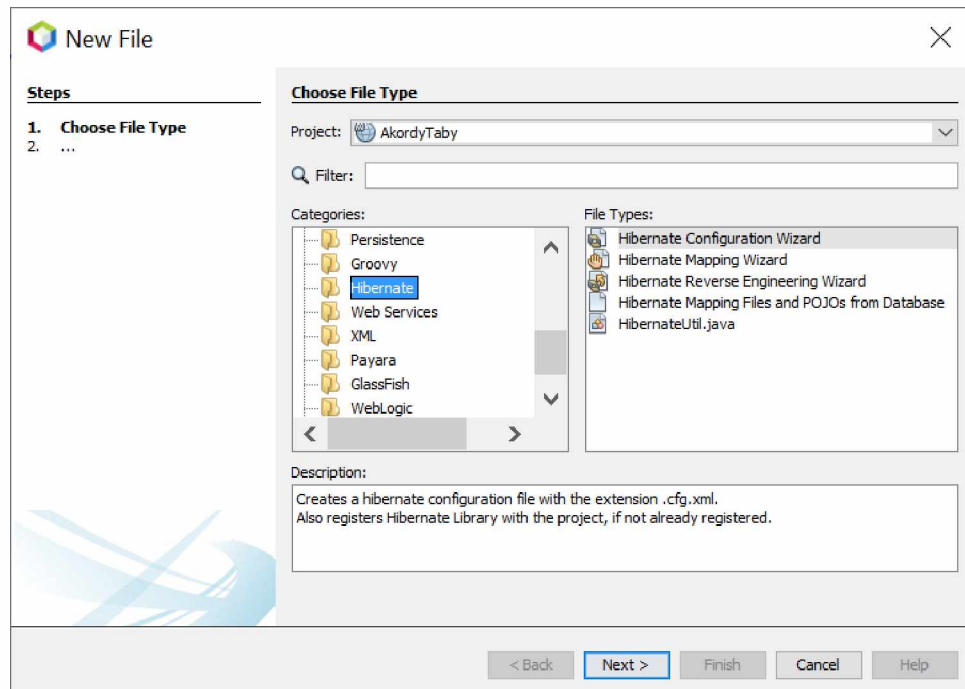 New File
Steps
1. Choose File Type
2. ...
Choose File Type
Project: AkordyTaby
Filter:
Categories:
Persistence
Groovy
Hibernate
Web Services
XML
Payara
GlassFish
WebLogic
File Types:
Hibernate Configuration Wizard
Hibernate Mapping Wizard
Hibernate Reverse Engineering Wizard
Hibernate Mapping Files and POJOs from Database
HibernateUtil.java
Description:
Creates a hibernate configuration file with the extension .cfg.xml.
Also registers Hibernate Library with the project, if not already registered.
< Back Next > Finish Cancel Help